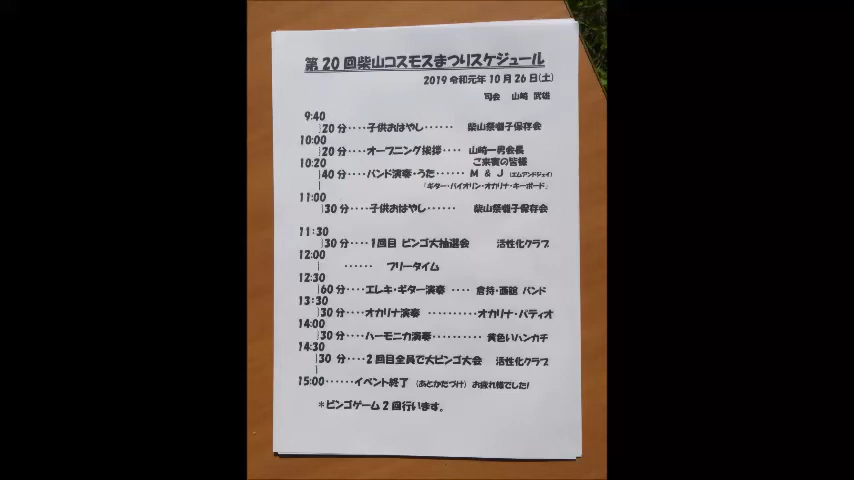 第20回柴山コスモスまつりスケジュール
2019令和元年10月26日(土)
司会 山崎 武雄
9:40
20分‥‥子供おはやし‥‥‥ 柴山祭囃子保存会
10:00
20分‥‥オープニング挨拶‥‥ 山崎一男会長
10:20 ご来賓の皆様
40分‥‥バンド演奏・うた‥‥‥ M & J (エムアンドジェイ)
「ギター・バイオリン・オカリナ・キーボード」
11:00
30分‥‥子供おはやし‥‥‥ 柴山祭囃子保存会
11:30
30分‥‥1回目 ビンゴ大抽選会 活性化クラブ
12:00
‥‥‥ フリータイム
12:30
60分‥‥エレキ・ギター演奏 ‥‥ 倉持・函館 バンド
13:30
30分‥‥オカリナ演奏 ‥‥‥‥‥オカリナ・パティオ
14:00
30分‥‥ハーモニカ演奏‥‥‥‥‥ 黄色いハンカチ
14:30
30 分‥‥2回目全員で大ビンゴ大会 活性化クラブ
15:00‥‥‥イベント終了 (あとかたづけ) お疲れ様でした!
*ビンゴゲーム2回行います。